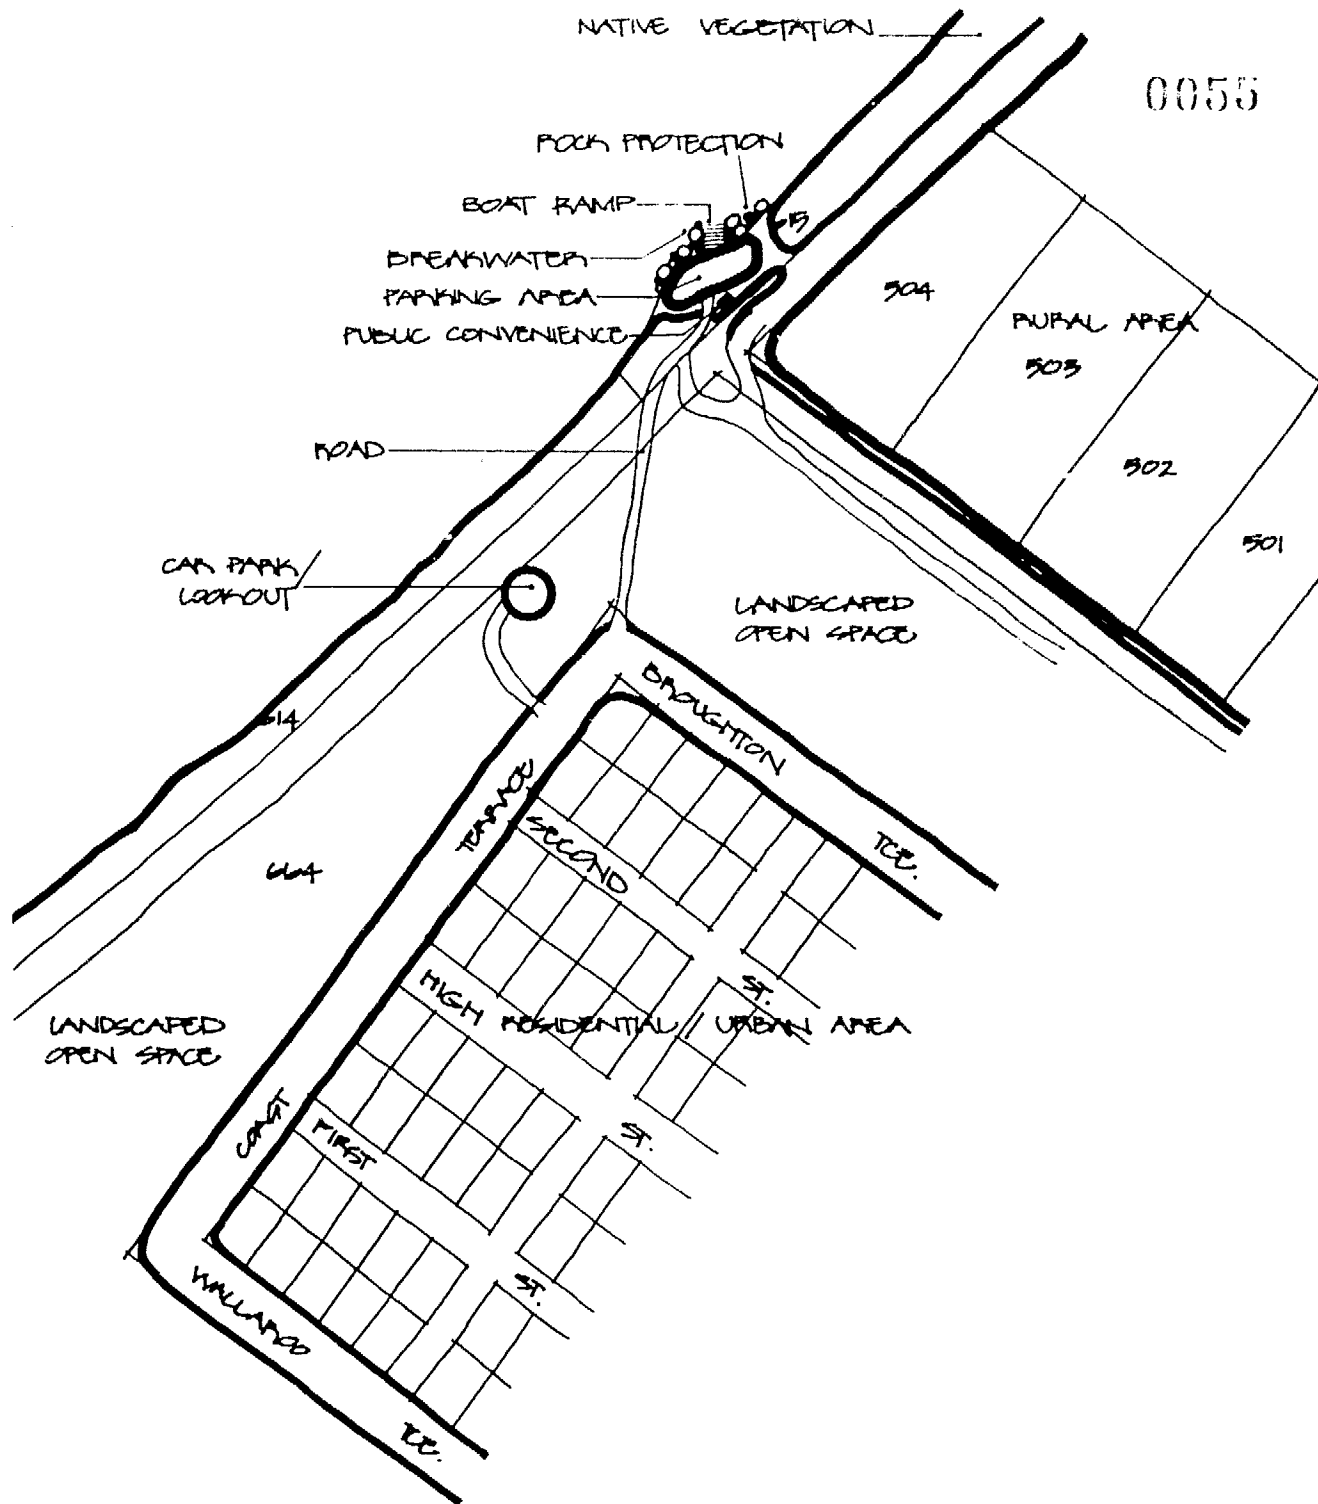 NATIVE VEGETATION
0055
ROCK PROTECTION
BOAT RAMP
BREAKWATER
PARKING AREA
PUBLIC CONVENIENCE
615
504
RURAL AREA
503
ROAD
502
501
CAR PARK /
LOOKOUT
LANDSCAPED
OPEN SPACE
BROUGHTON
TCE.
614
TERRACE
SECOND
ST.
664
HIGH
ST.
RESIDENTIAL / URBAN AREA
LANDSCAPED
OPEN SPACE
COAST
FIRST
ST.
WALLAROO
TCE.